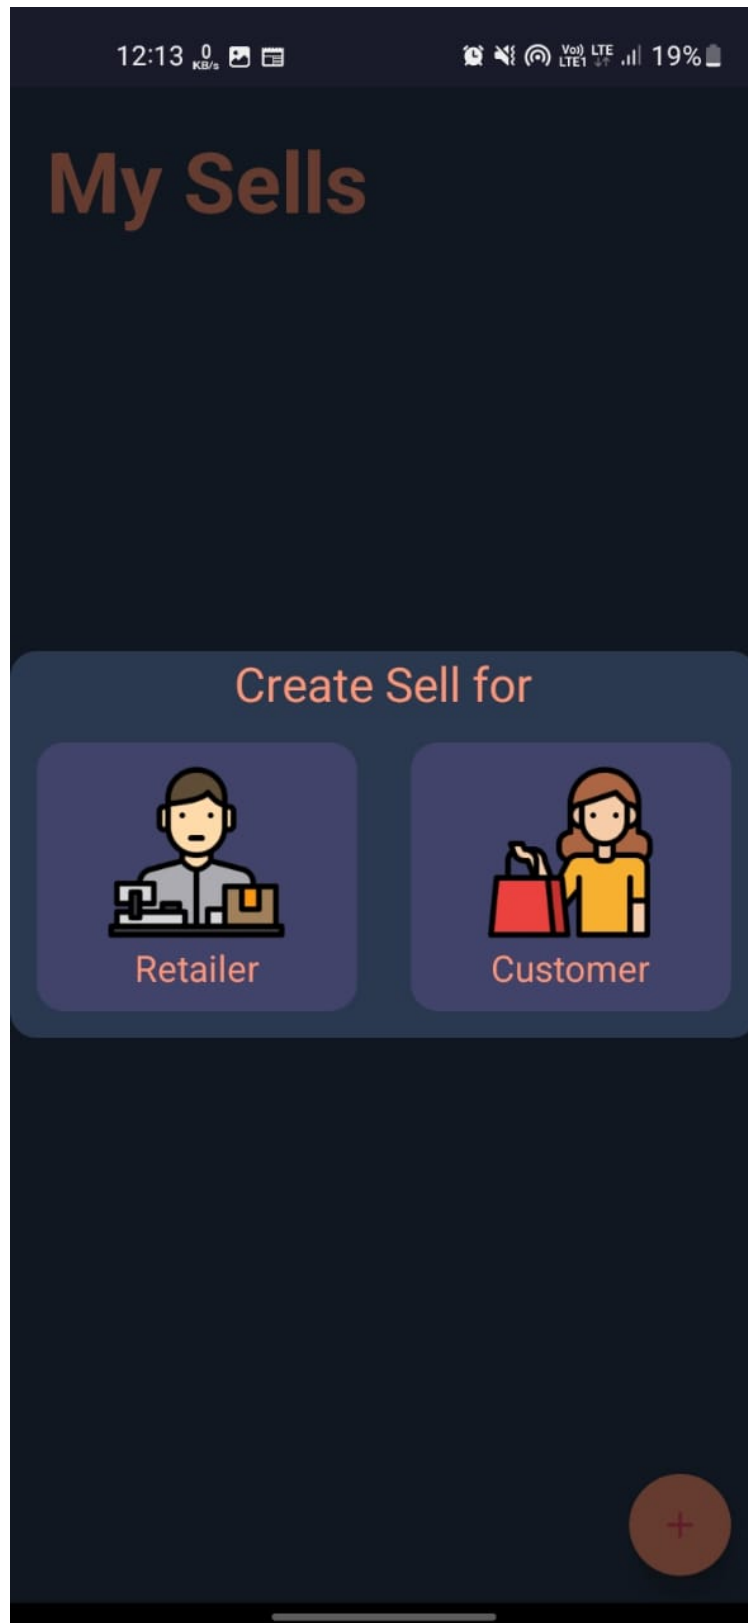 12:13 0 KB/s Vo) LTE LTE1 19%
My Sells
Create Sell for
Retailer Customer
+